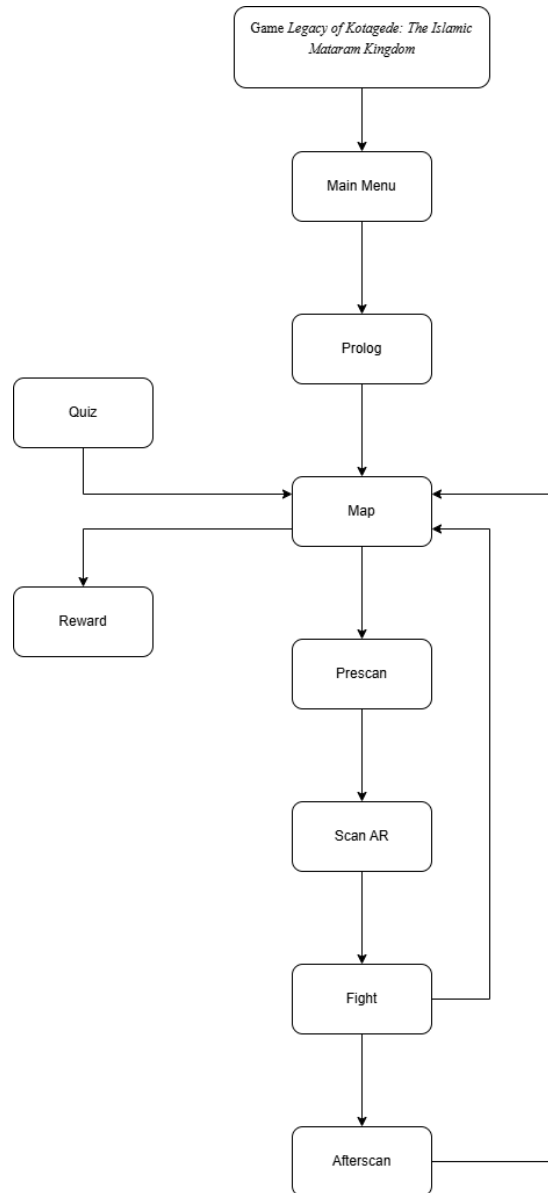 Game Legacy of Kotagede: The Islamic
Mataram Kingdom
Main Menu
Prolog
Quiz
Map
Reward
Prescan
Scan AR
Fight
Afterscan